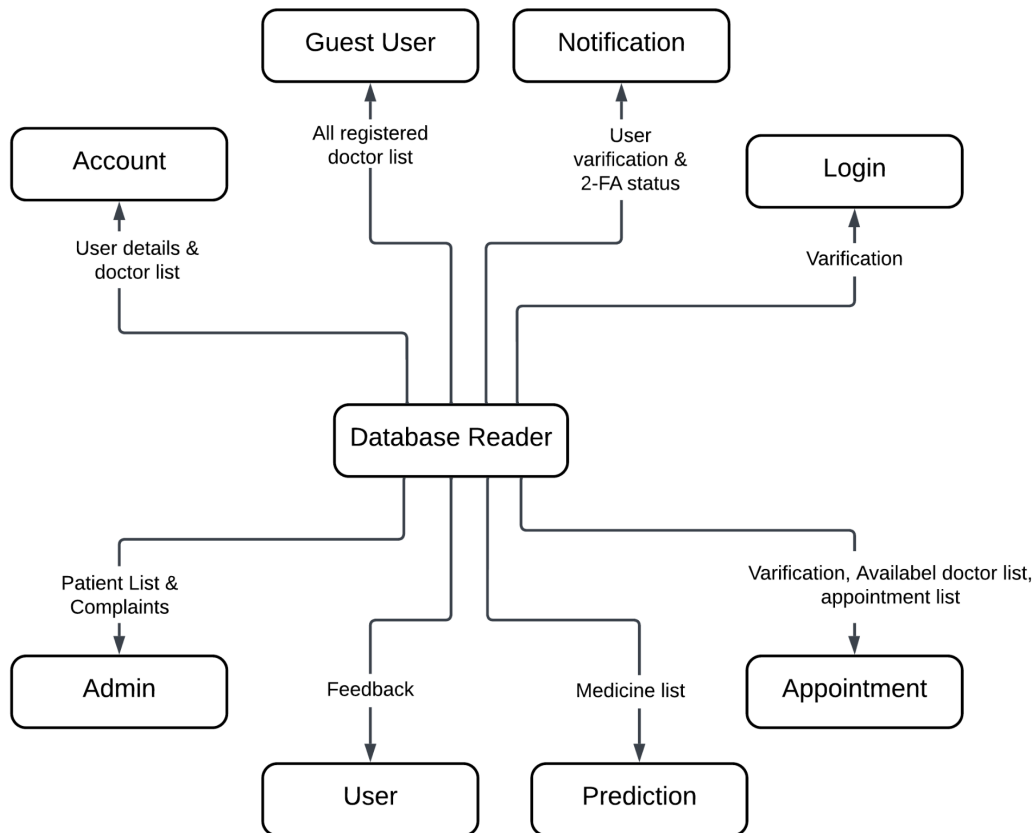 Guest User
Notification
All registered
doctor list
User
varification &
2-FA status
Account
Login
User details &
doctor list
Varification
Database Reader
Patient List &
Complaints
Varification, Availabel doctor list,
appointment list
Admin
Feedback
Medicine list
Appointment
User
Prediction